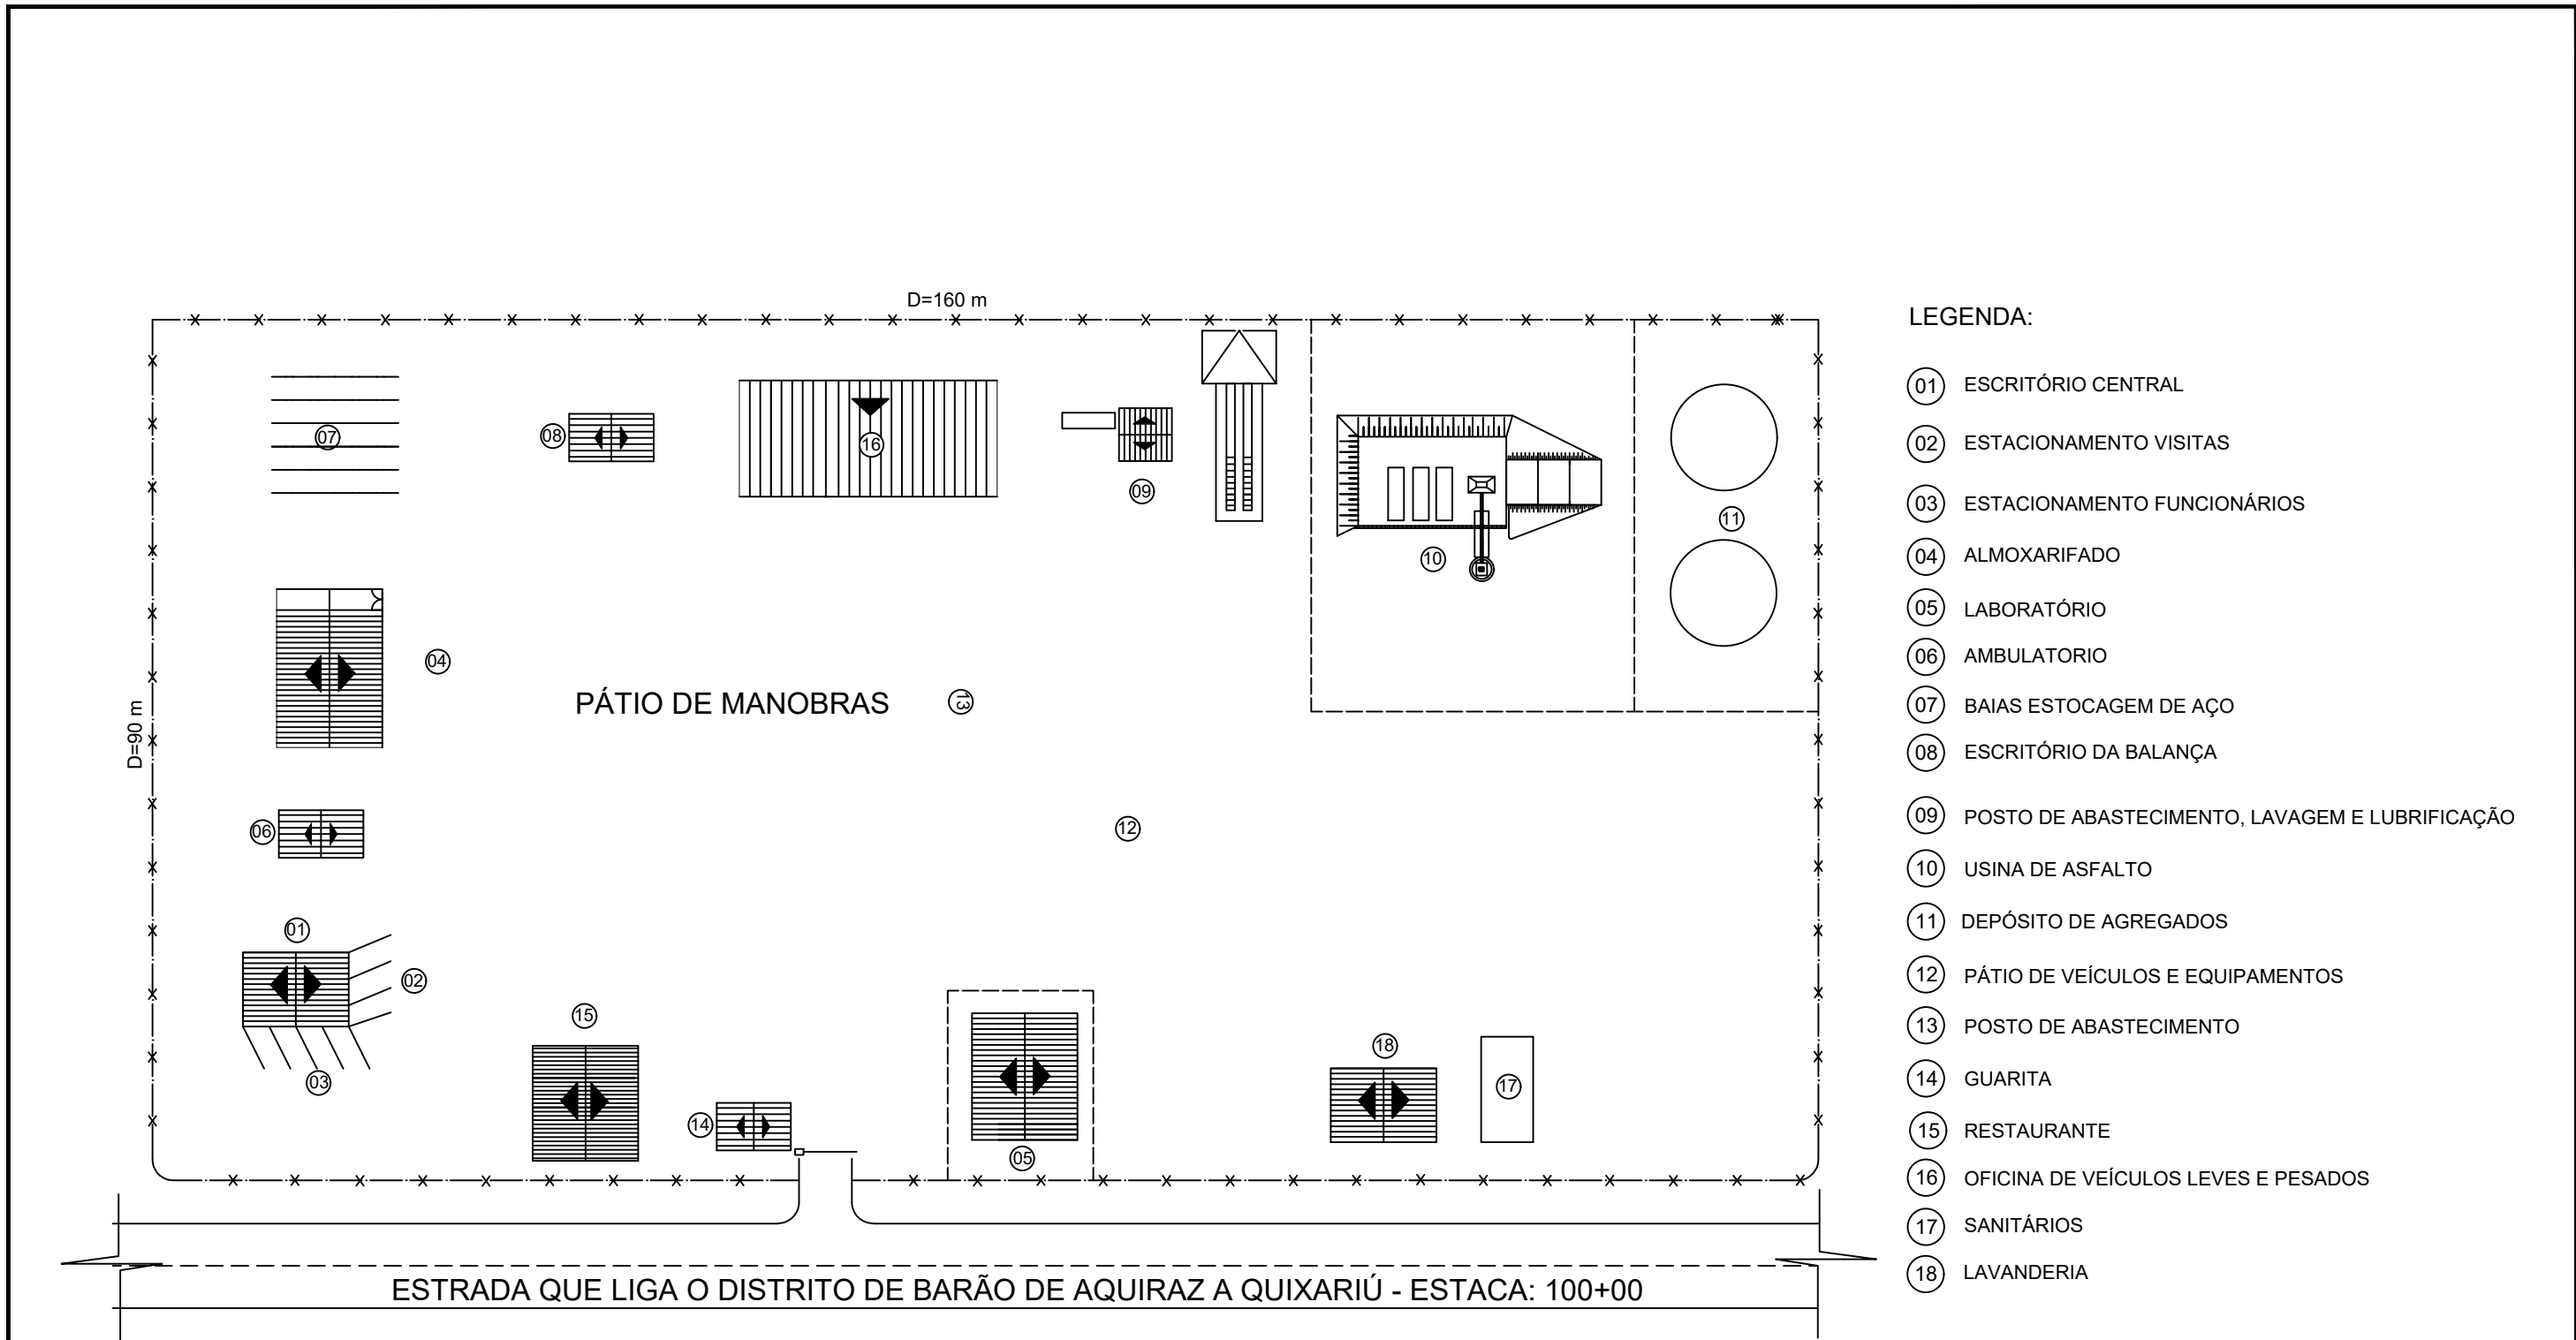 D=160 m
LEGENDA:
01 ESCRITÓRIO CENTRAL
02 ESTACIONAMENTO VISITAS
03 ESTACIONAMENTO FUNCIONÁRIOS
04 ALMOXARIFADO
05 LABORATÓRIO
06 AMBULATORIO
07 BAIAS ESTOCAGEM DE AÇO
08 ESCRITÓRIO DA BALANÇA
09 POSTO DE ABASTECIMENTO, LAVAGEM E LUBRIFICAÇÃO
10 USINA DE ASFALTO
11 DEPÓSITO DE AGREGADOS
12 PÁTIO DE VEÍCULOS E EQUIPAMENTOS
13 POSTO DE ABASTECIMENTO
14 GUARITA
15 RESTAURANTE
16 OFICINA DE VEÍCULOS LEVES E PESADOS
17 SANITÁRIOS
18 LAVANDERIA
07
08
16
09
11
10
04
PÁTIO DE MANOBRAS 13
D=90 m
06
12
01
02
15
18
03
17
14
05
ESTRADA QUE LIGA O DISTRITO DE BARÃO DE AQUIRAZ A QUIXARIÚ - ESTACA: 100+00